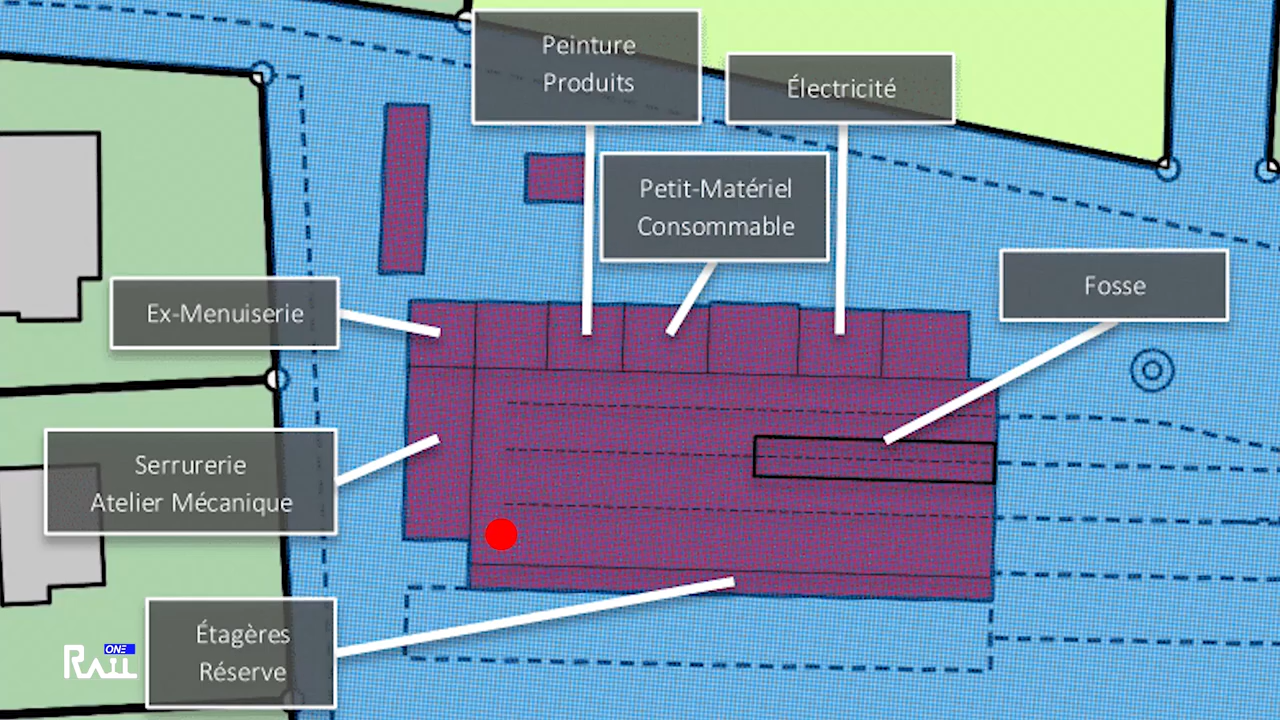 Peinture
Produits
Électricité
Petit-Matériel
Consommable
Fosse
Ex-Menuiserie
Serrurerie
Atelier Mécanique
Étagères
Réserve
ONE
RAIL